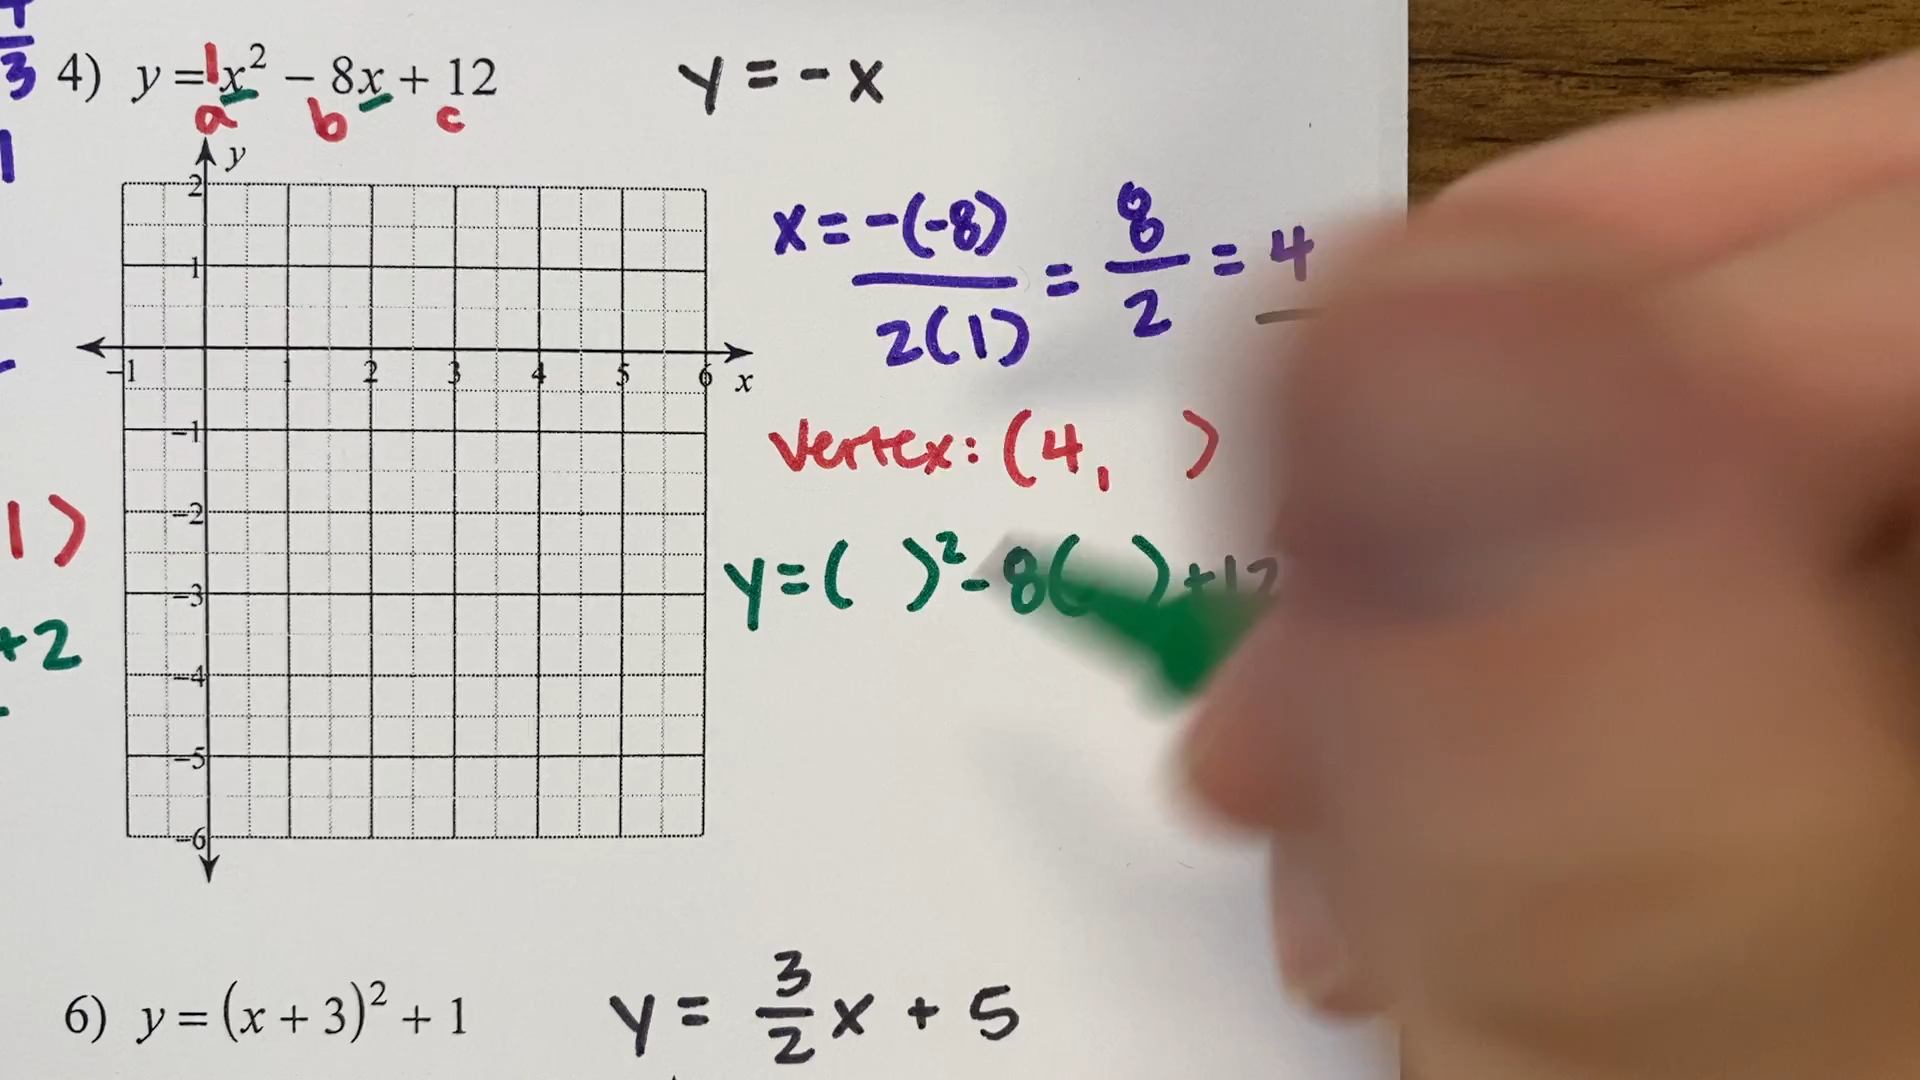 4) y = 1x² − 8x + 12
a b c
y = -x
3
1
y
2
1
-1 1 2 3 4 5 6 x
-1
-2
-3
-4
-5
-6
x = -(-8) / 2(1) = 8/2 = 4
vertex: (4, )
y = ( )² - 8( ) + 12
1)
+2
6) y = (x + 3)² + 1
y = 3/2 x + 5